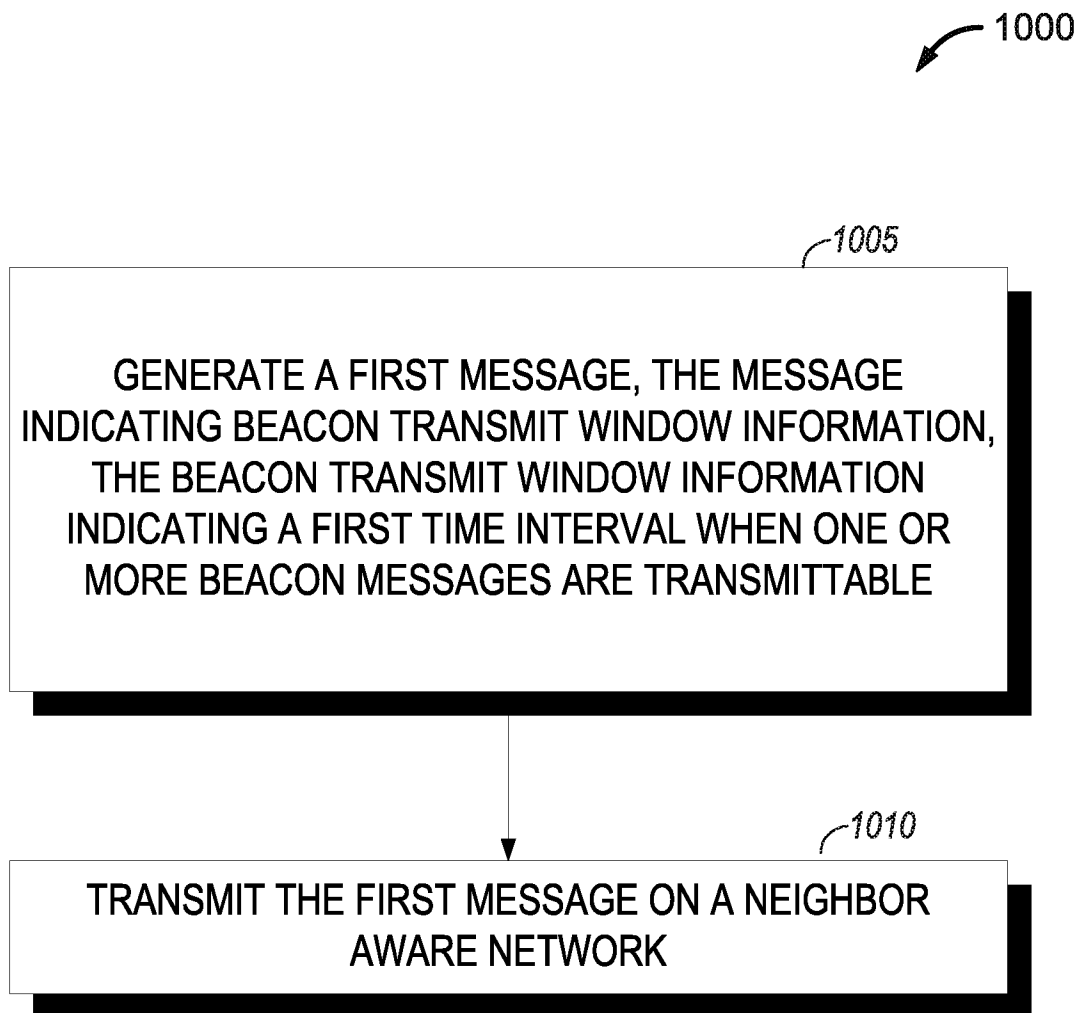 1000
1005
GENERATE A FIRST MESSAGE, THE MESSAGE
INDICATING BEACON TRANSMIT WINDOW INFORMATION,
THE BEACON TRANSMIT WINDOW INFORMATION
INDICATING A FIRST TIME INTERVAL WHEN ONE OR
MORE BEACON MESSAGES ARE TRANSMITTABLE
1010
TRANSMIT THE FIRST MESSAGE ON A NEIGHBOR
AWARE NETWORK